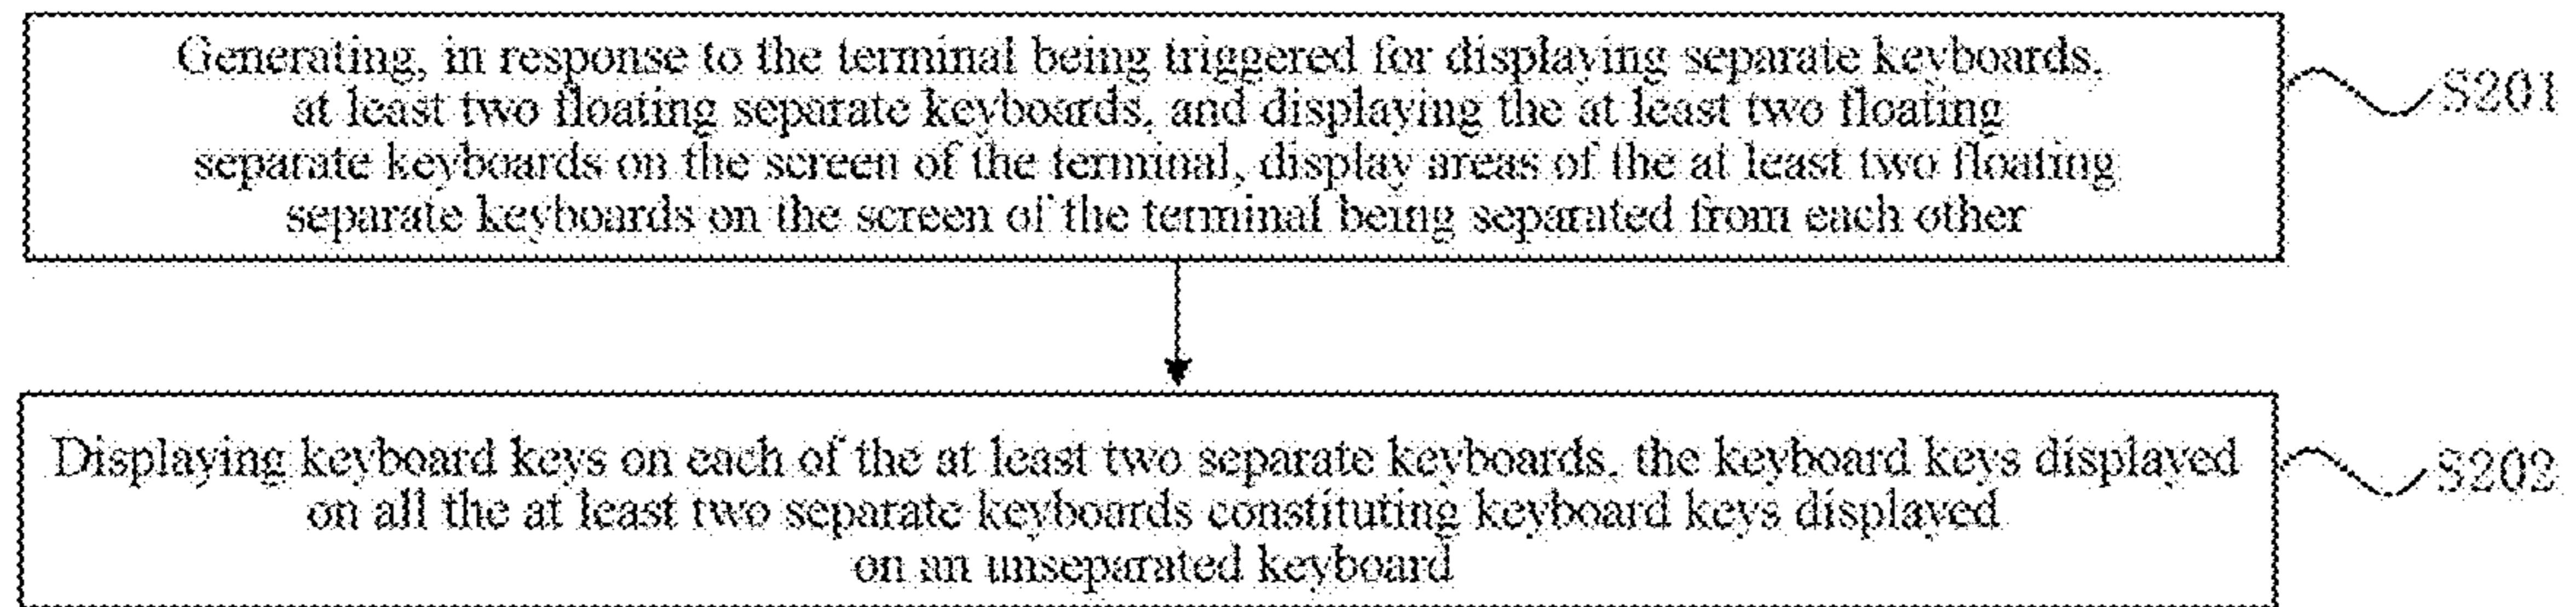 Generating, in response to the terminal being triggered for displaying separate keyboards,
at least two floating separate keyboards, and displaying the at least two floating
separate keyboards on the screen of the terminal, display areas of the at least two floating
separate keyboards on the screen of the terminal being separated from each other
S201
Displaying keyboard keys on each of the at least two separate keyboards, the keyboard keys displayed
on all the at least two separate keyboards constituting keyboard keys displayed
on an unseparated keyboard
S202